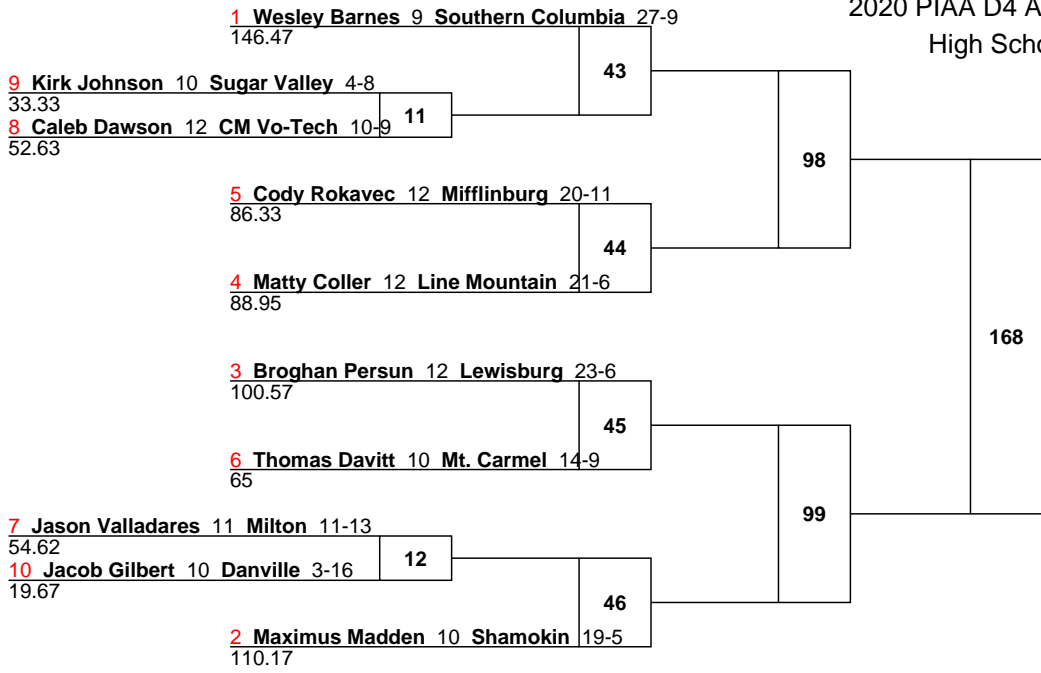 2020 PIAA D4 A
High Scho
1 Wesley Barnes 9 Southern Columbia 27-9
146.47
43
9 Kirk Johnson 10 Sugar Valley 4-8
33.33
11
8 Caleb Dawson 12 CM Vo-Tech 10-9
52.63
98
5 Cody Rokavec 12 Mifflinburg 20-11
86.33
44
4 Matty Coller 12 Line Mountain 21-6
88.95
168
3 Broghan Persun 12 Lewisburg 23-6
100.57
45
6 Thomas Davitt 10 Mt. Carmel 14-9
65
99
7 Jason Valladares 11 Milton 11-13
54.62
12
10 Jacob Gilbert 10 Danville 3-16
19.67
46
2 Maximus Madden 10 Shamokin 19-5
110.17